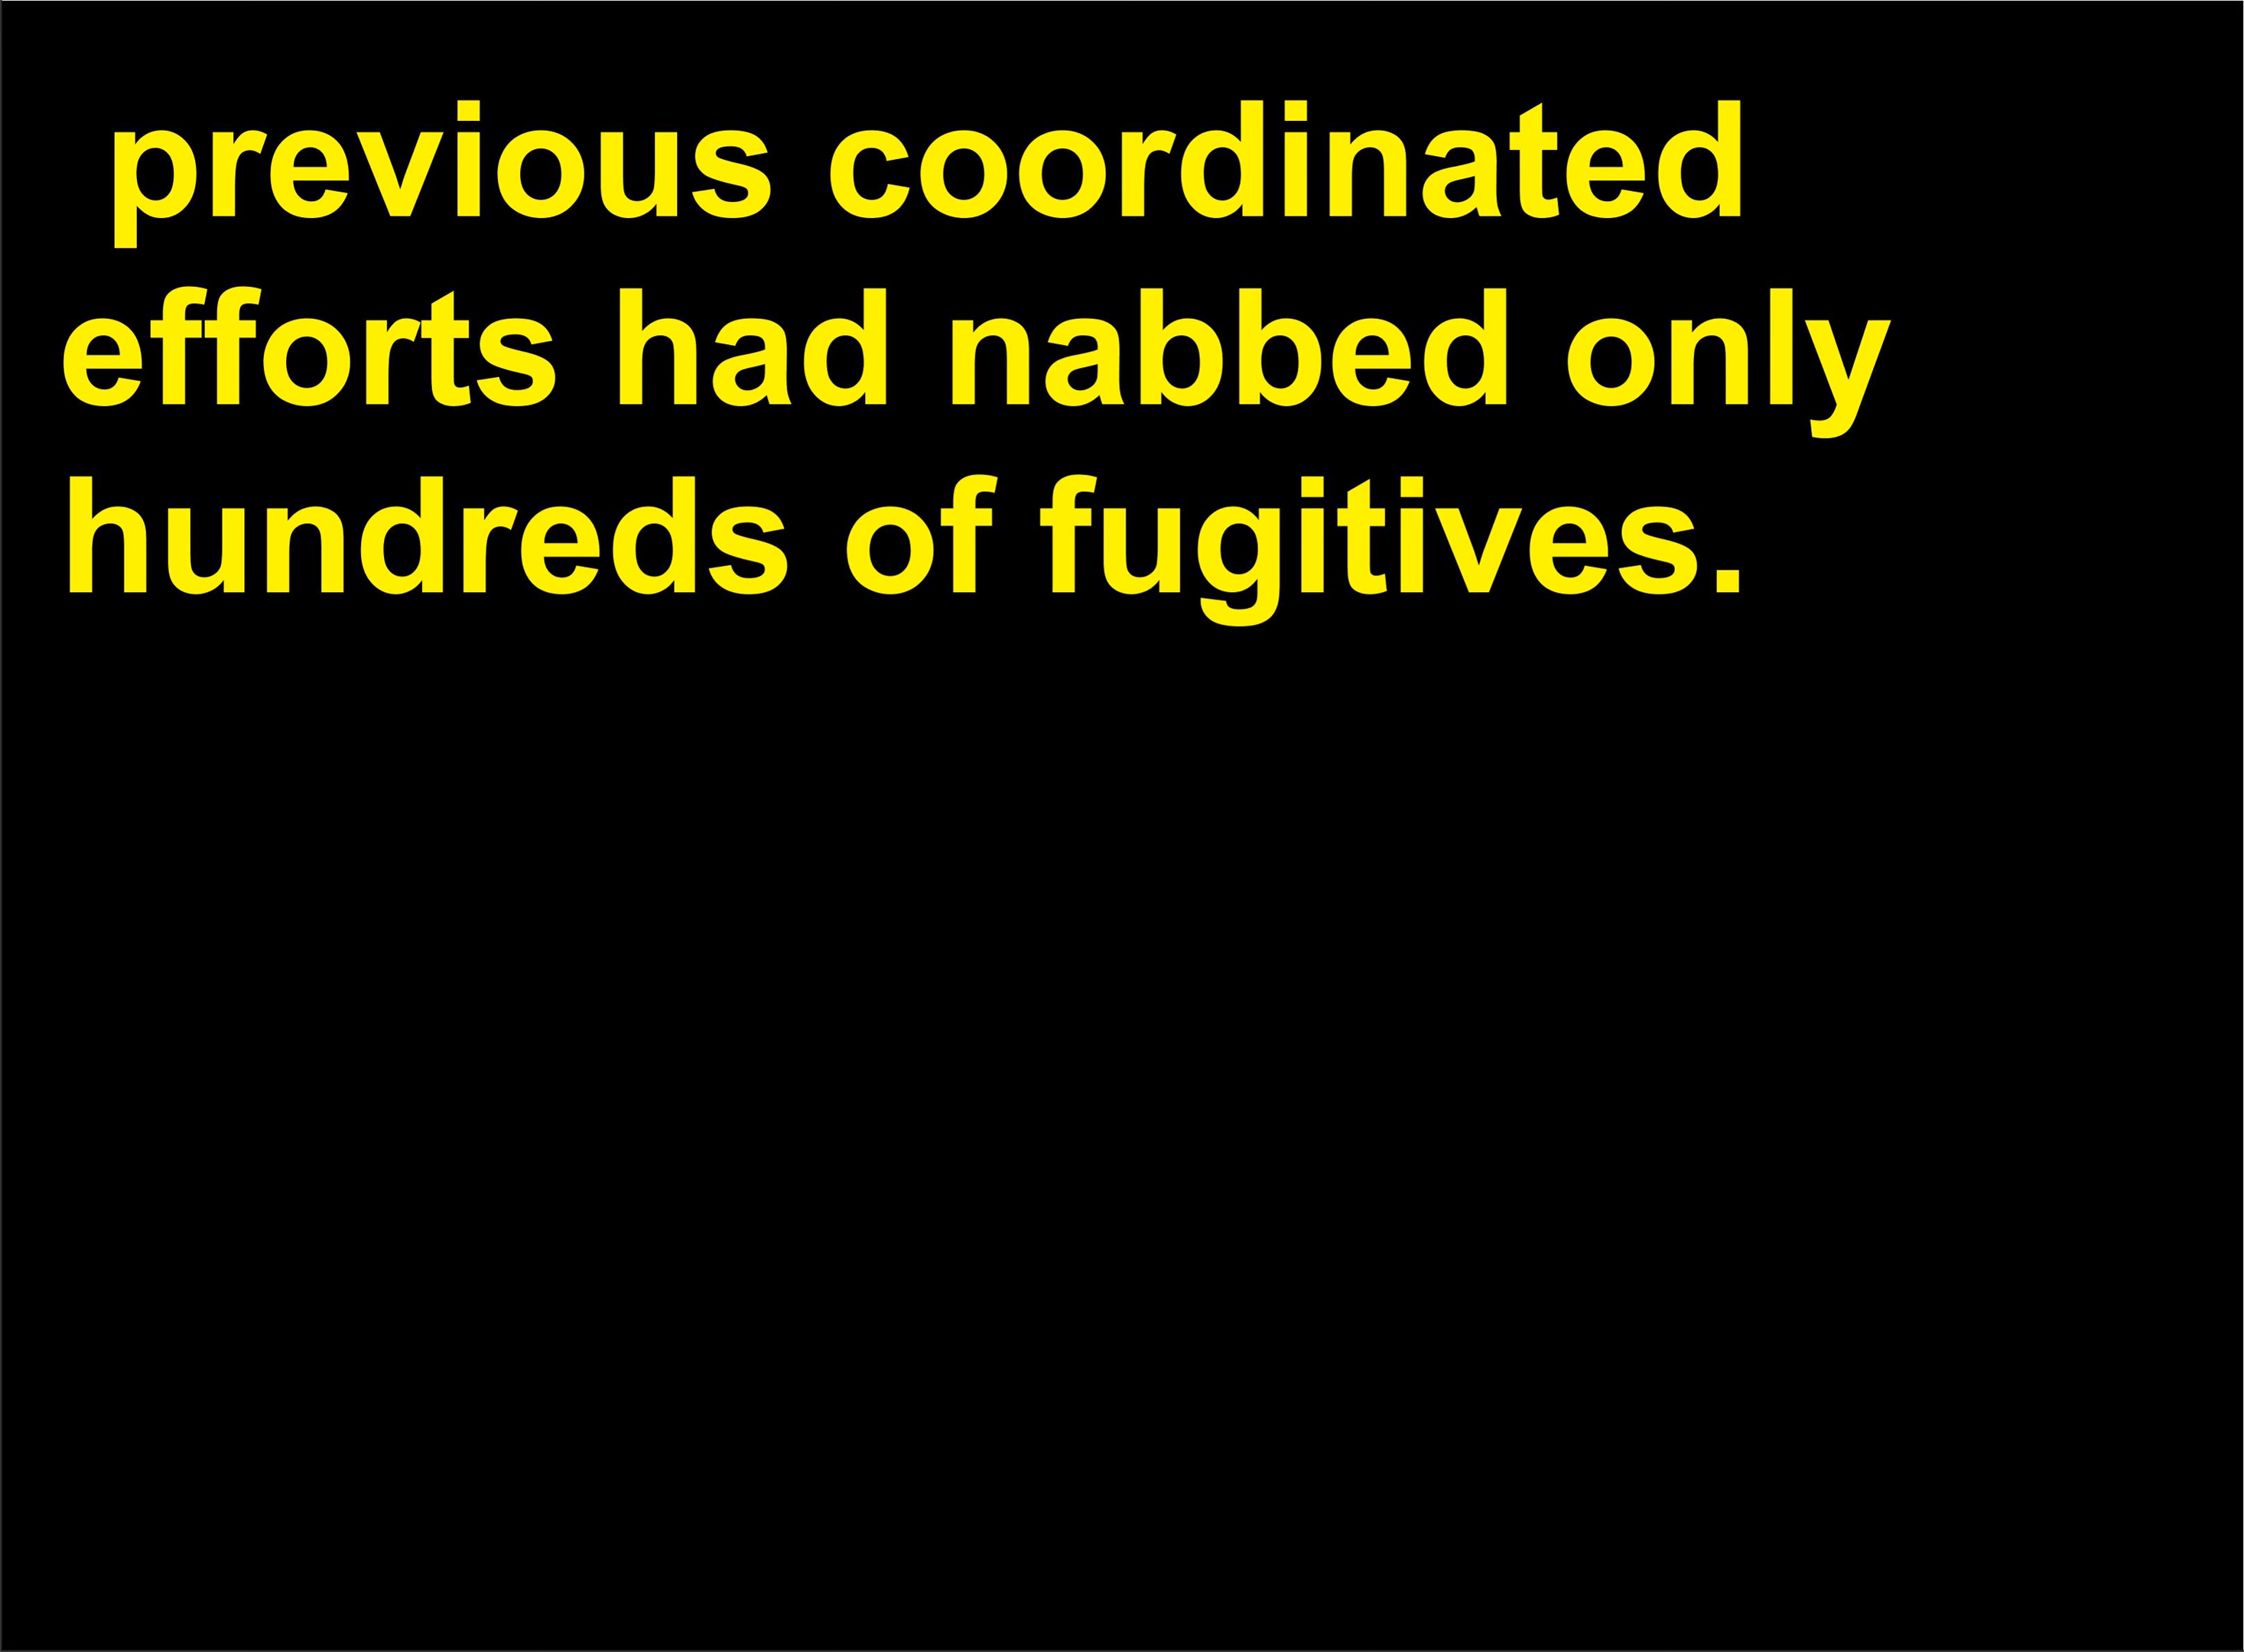 previous coordinated
efforts had nabbed only
hundreds of fugitives.